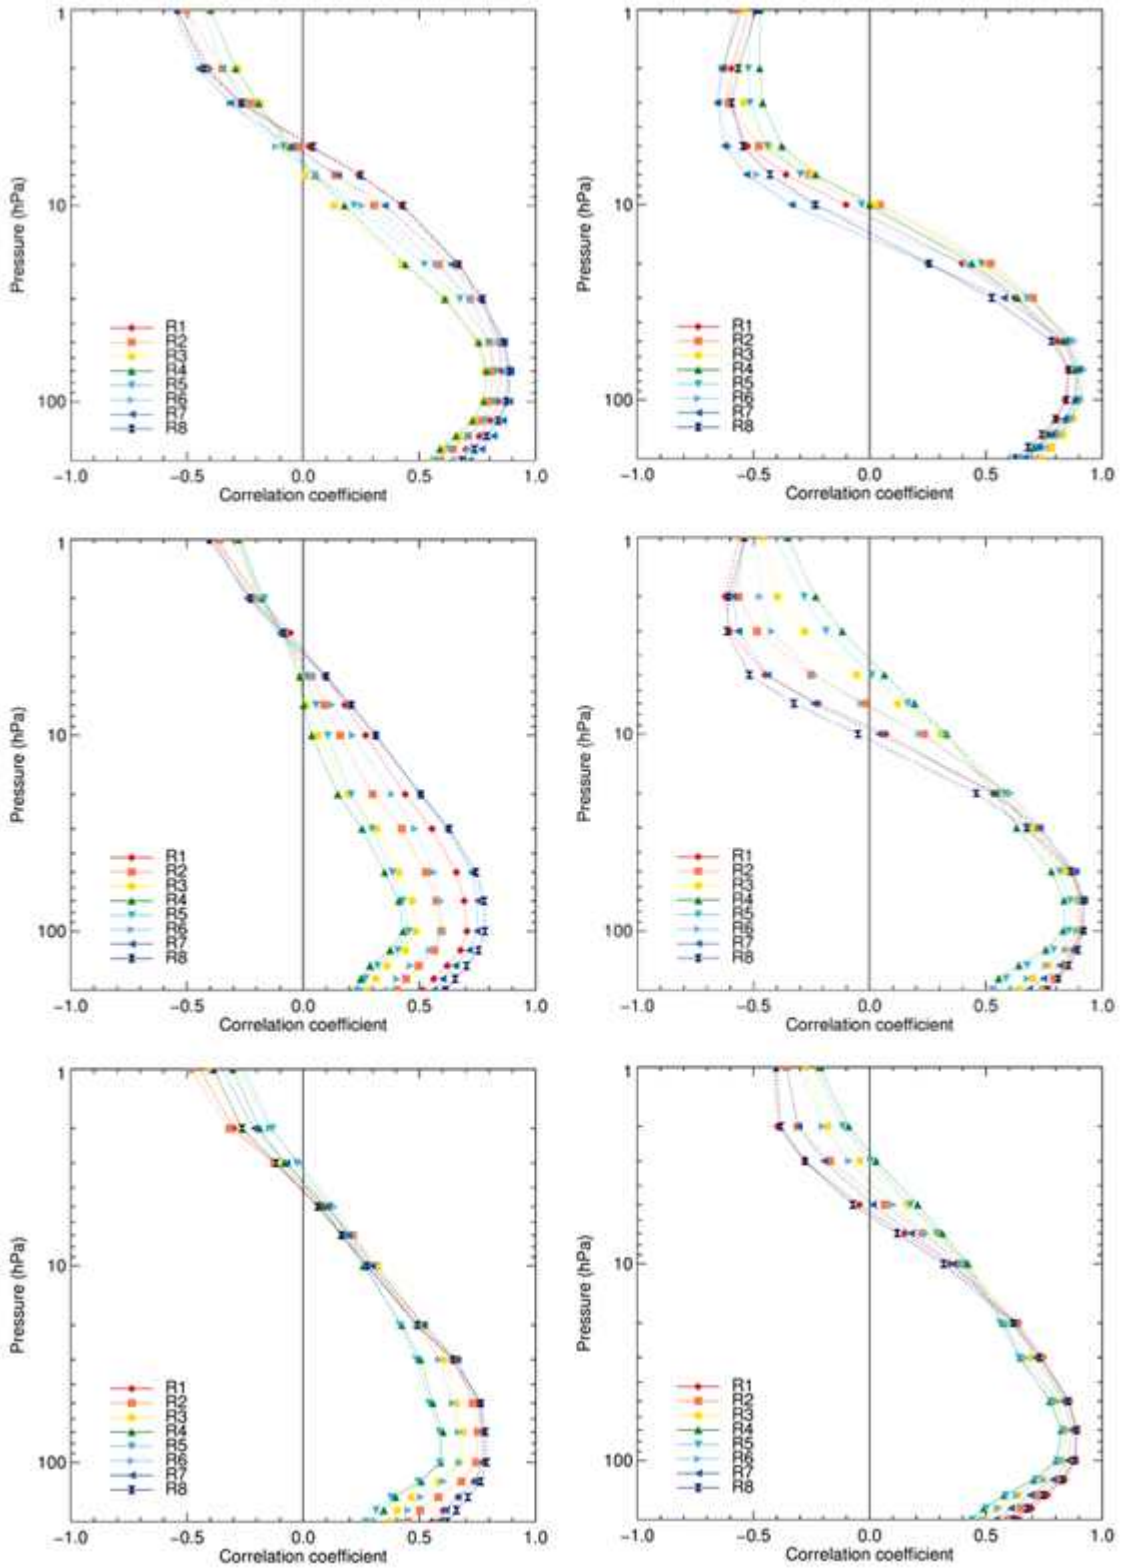 1
10
100
Pressure (hPa)
R1
R2
R3
R4
R5
R6
R7
R8
-1.0 -0.5 0.0 0.5 1.0
Correlation coefficient
1
10
100
Pressure (hPa)
R1
R2
R3
R4
R5
R6
R7
R8
-1.0 -0.5 0.0 0.5 1.0
Correlation coefficient
1
10
100
Pressure (hPa)
R1
R2
R3
R4
R5
R6
R7
R8
-1.0 -0.5 0.0 0.5 1.0
Correlation coefficient
1
10
100
Pressure (hPa)
R1
R2
R3
R4
R5
R6
R7
R8
-1.0 -0.5 0.0 0.5 1.0
Correlation coefficient
1
10
100
Pressure (hPa)
R1
R2
R3
R4
R5
R6
R7
R8
-1.0 -0.5 0.0 0.5 1.0
Correlation coefficient
1
10
100
Pressure (hPa)
R1
R2
R3
R4
R5
R6
R7
R8
-1.0 -0.5 0.0 0.5 1.0
Correlation coefficient